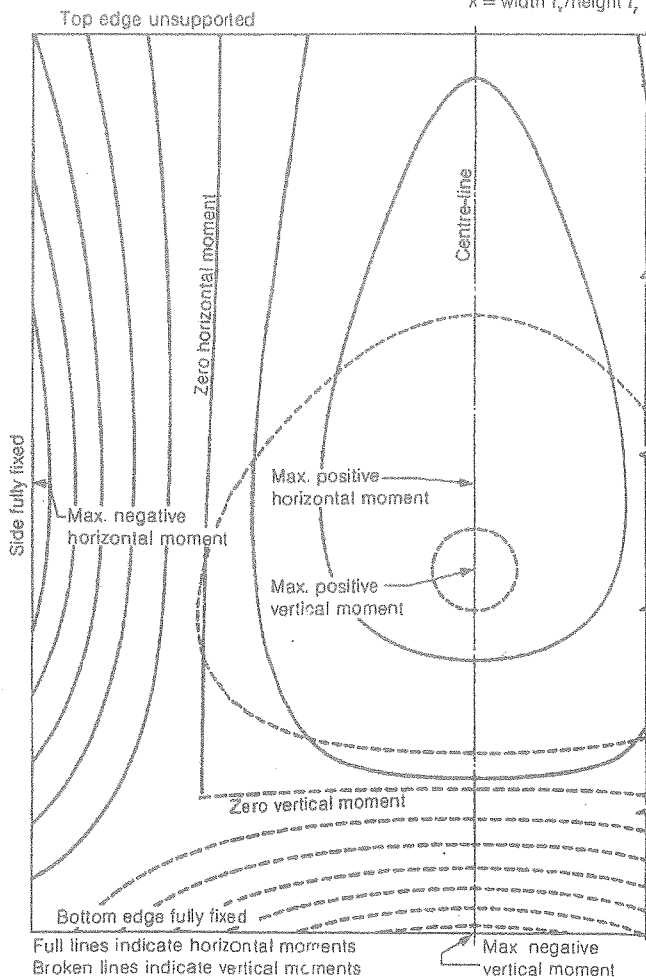 k = width l
/height l
Top edge unsupported
Centre-line
Zero horizontal moment
Side fully fixed
Max. positive
horizontal moment
Max. negative
horizontal moment
Max. positive
vertical moment
Zero vertical moment
Bottom edge fully fixed
Full lines indicate horizontal moments
Broken lines indicate vertical moments
Max negative
vertical moment